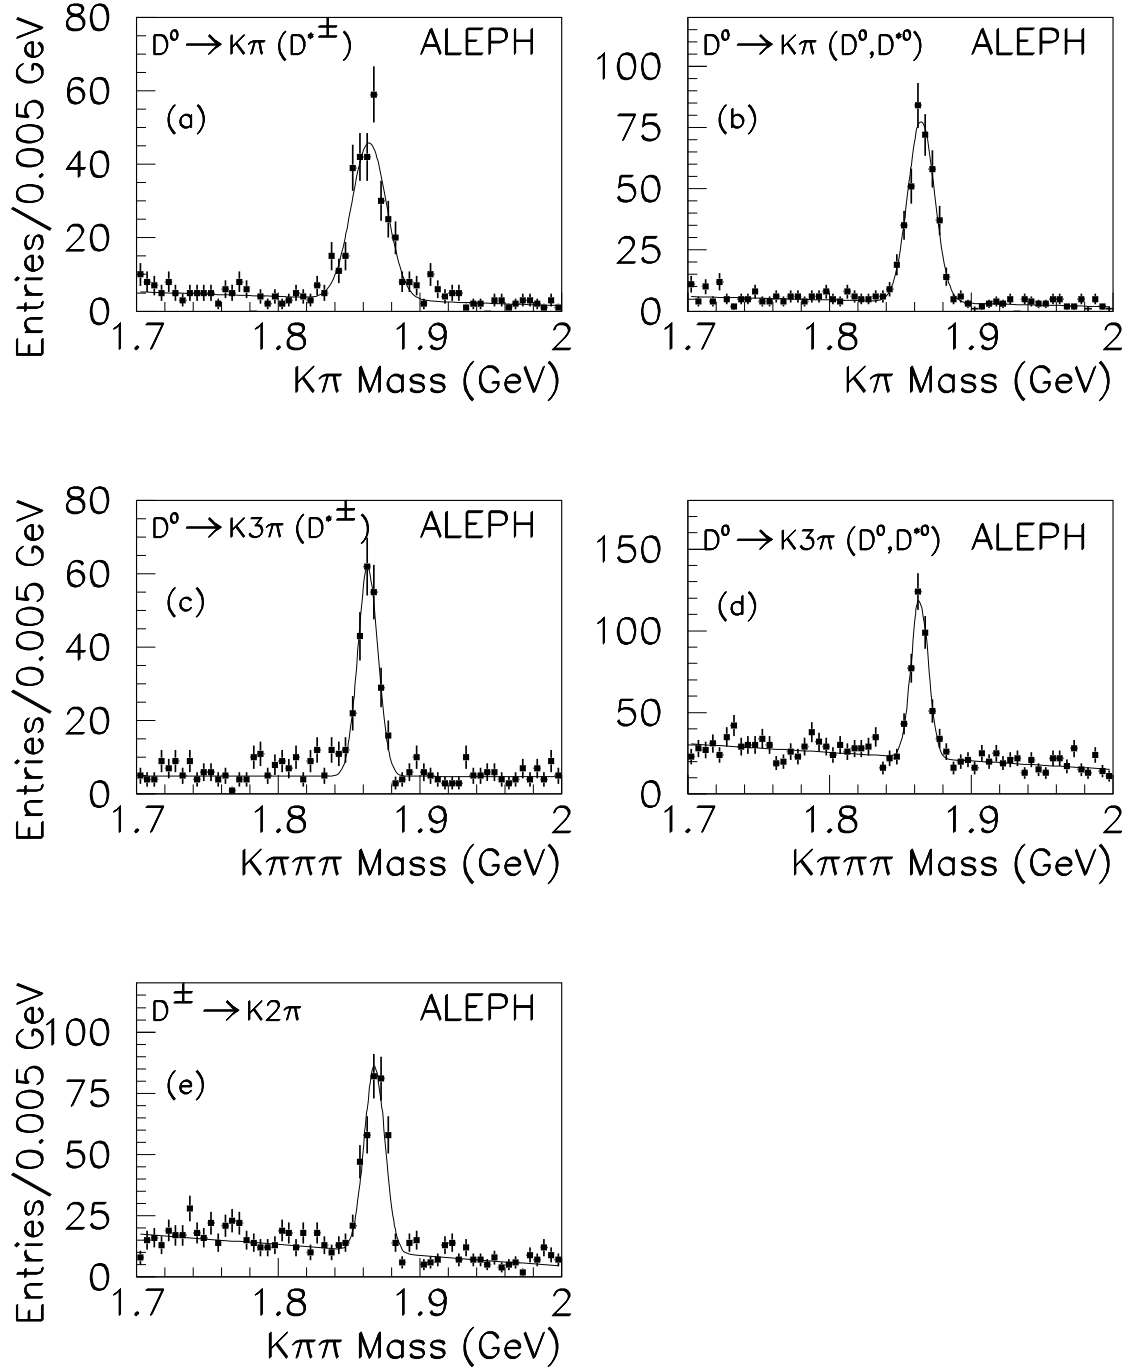 Entries/0.005 GeV
80
60
40
20
0
D⁰ → Kπ (D*±)
ALEPH
(a)
1.7 1.8 1.9 2
Kπ Mass (GeV)
100
75
50
25
0
D⁰ → Kπ (D⁰,D*⁰)
ALEPH
(b)
1.7 1.8 1.9 2
Kπ Mass (GeV)
Entries/0.005 GeV
80
60
40
20
0
D⁰ → K3π (D*±)
ALEPH
(c)
1.7 1.8 1.9 2
Kπππ Mass (GeV)
150
100
50
0
D⁰ → K3π (D⁰,D*⁰)
ALEPH
(d)
1.7 1.8 1.9 2
Kπππ Mass (GeV)
Entries/0.005 GeV
100
75
50
25
0
D± → K2π
ALEPH
(e)
1.7 1.8 1.9 2
Kππ Mass (GeV)